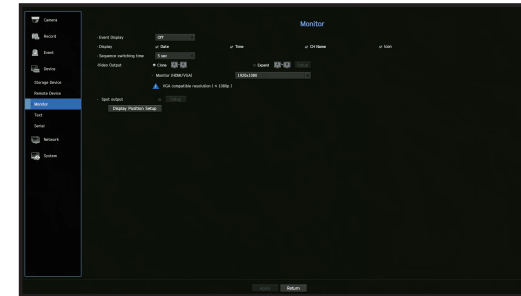 Monitor
Camera
Record
Event
Device
Storage Device
Remote Device
Monitor
Text
Serial
Network
System
· Event Display Off
· Display Date Time CH Name Icon
· Sequence switching time 5 sec
· Video Output Clone Expand Setup
· Monitor (HDMI/VGA) 1920x1080
VGA compatible resolution ( < 1080p )
· Spot output Setup
Display Position Setup
Apply Return